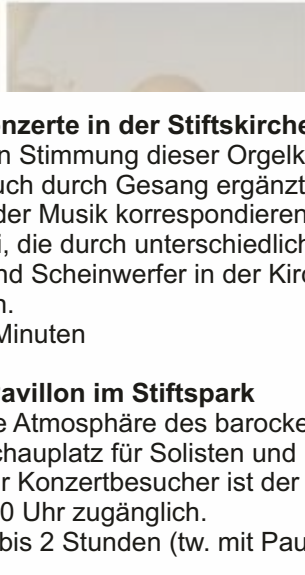 nzerte in der Stiftskirche
n Stimmung dieser Orgelk
uch durch Gesang ergänzt
der Musik korrespondieren
i, die durch unterschiedlich
nd Scheinwerfer in der Kirc
n.
Minuten

avillon im Stiftspark
e Atmosphäre des barocke
chauplatz für Solisten und
r Konzertbesucher ist der
0 Uhr zugänglich.
bis 2 Stunden (tw. mit Pau